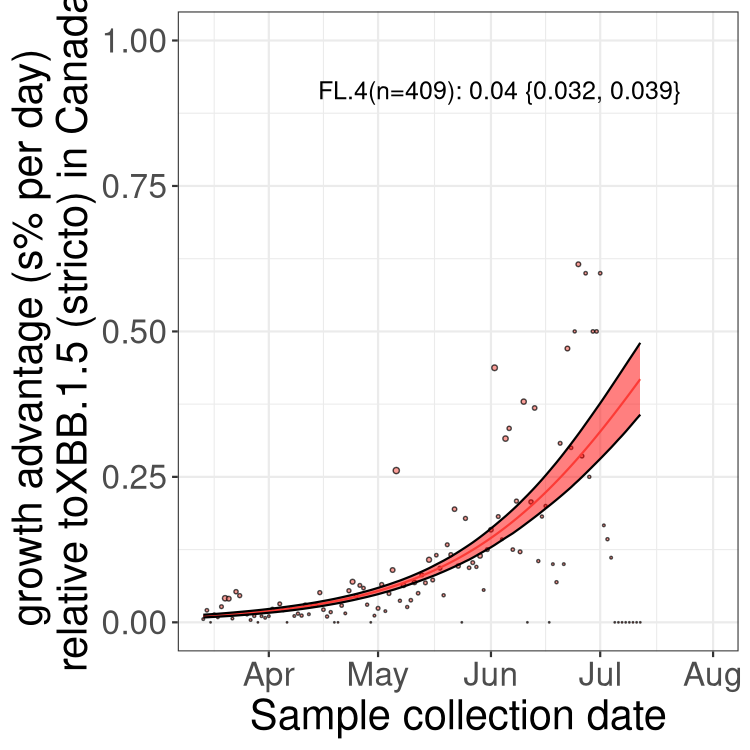 growth advantage (s% per day)
relative toXBB.1.5 (stricto) in Canada
1.00
0.75
0.50
0.25
0.00
FL.4(n=409): 0.04 {0.032, 0.039}
Apr May Jun Jul Aug
Sample collection date